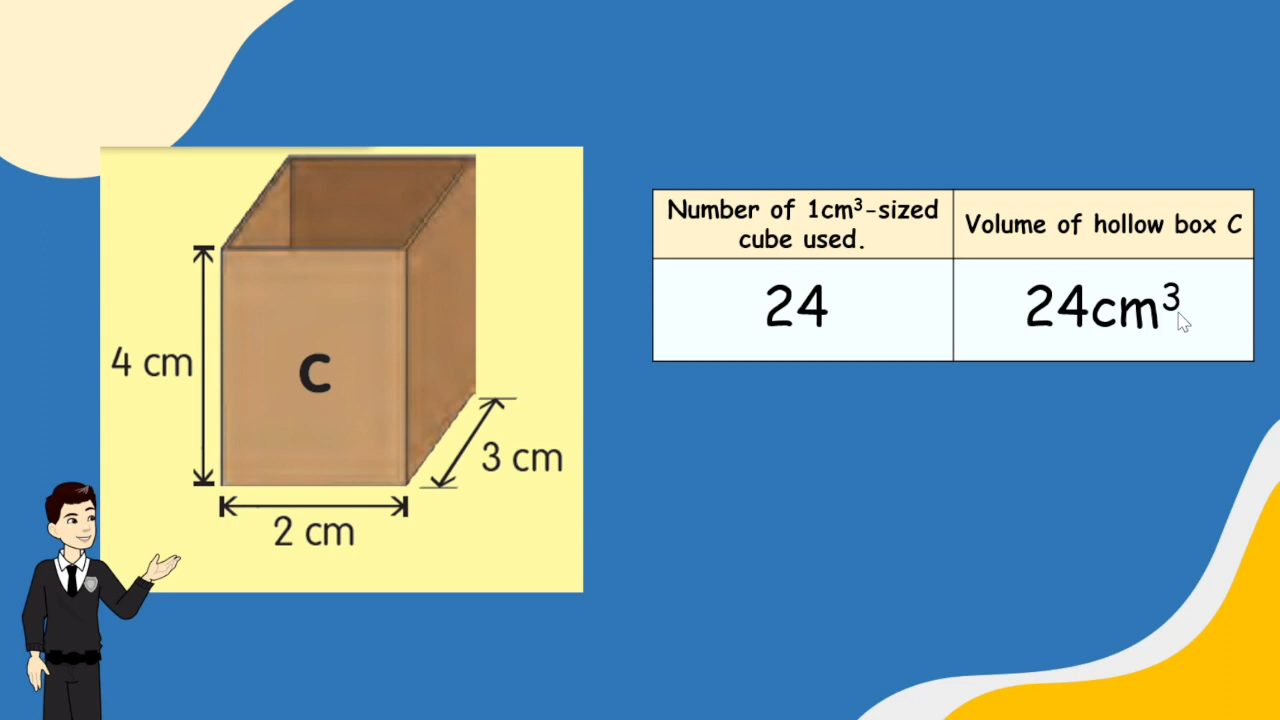 Number of 1cm³-sized
cube used.
Volume of hollow box C
24
24cm³
4 cm
C
3 cm
2 cm